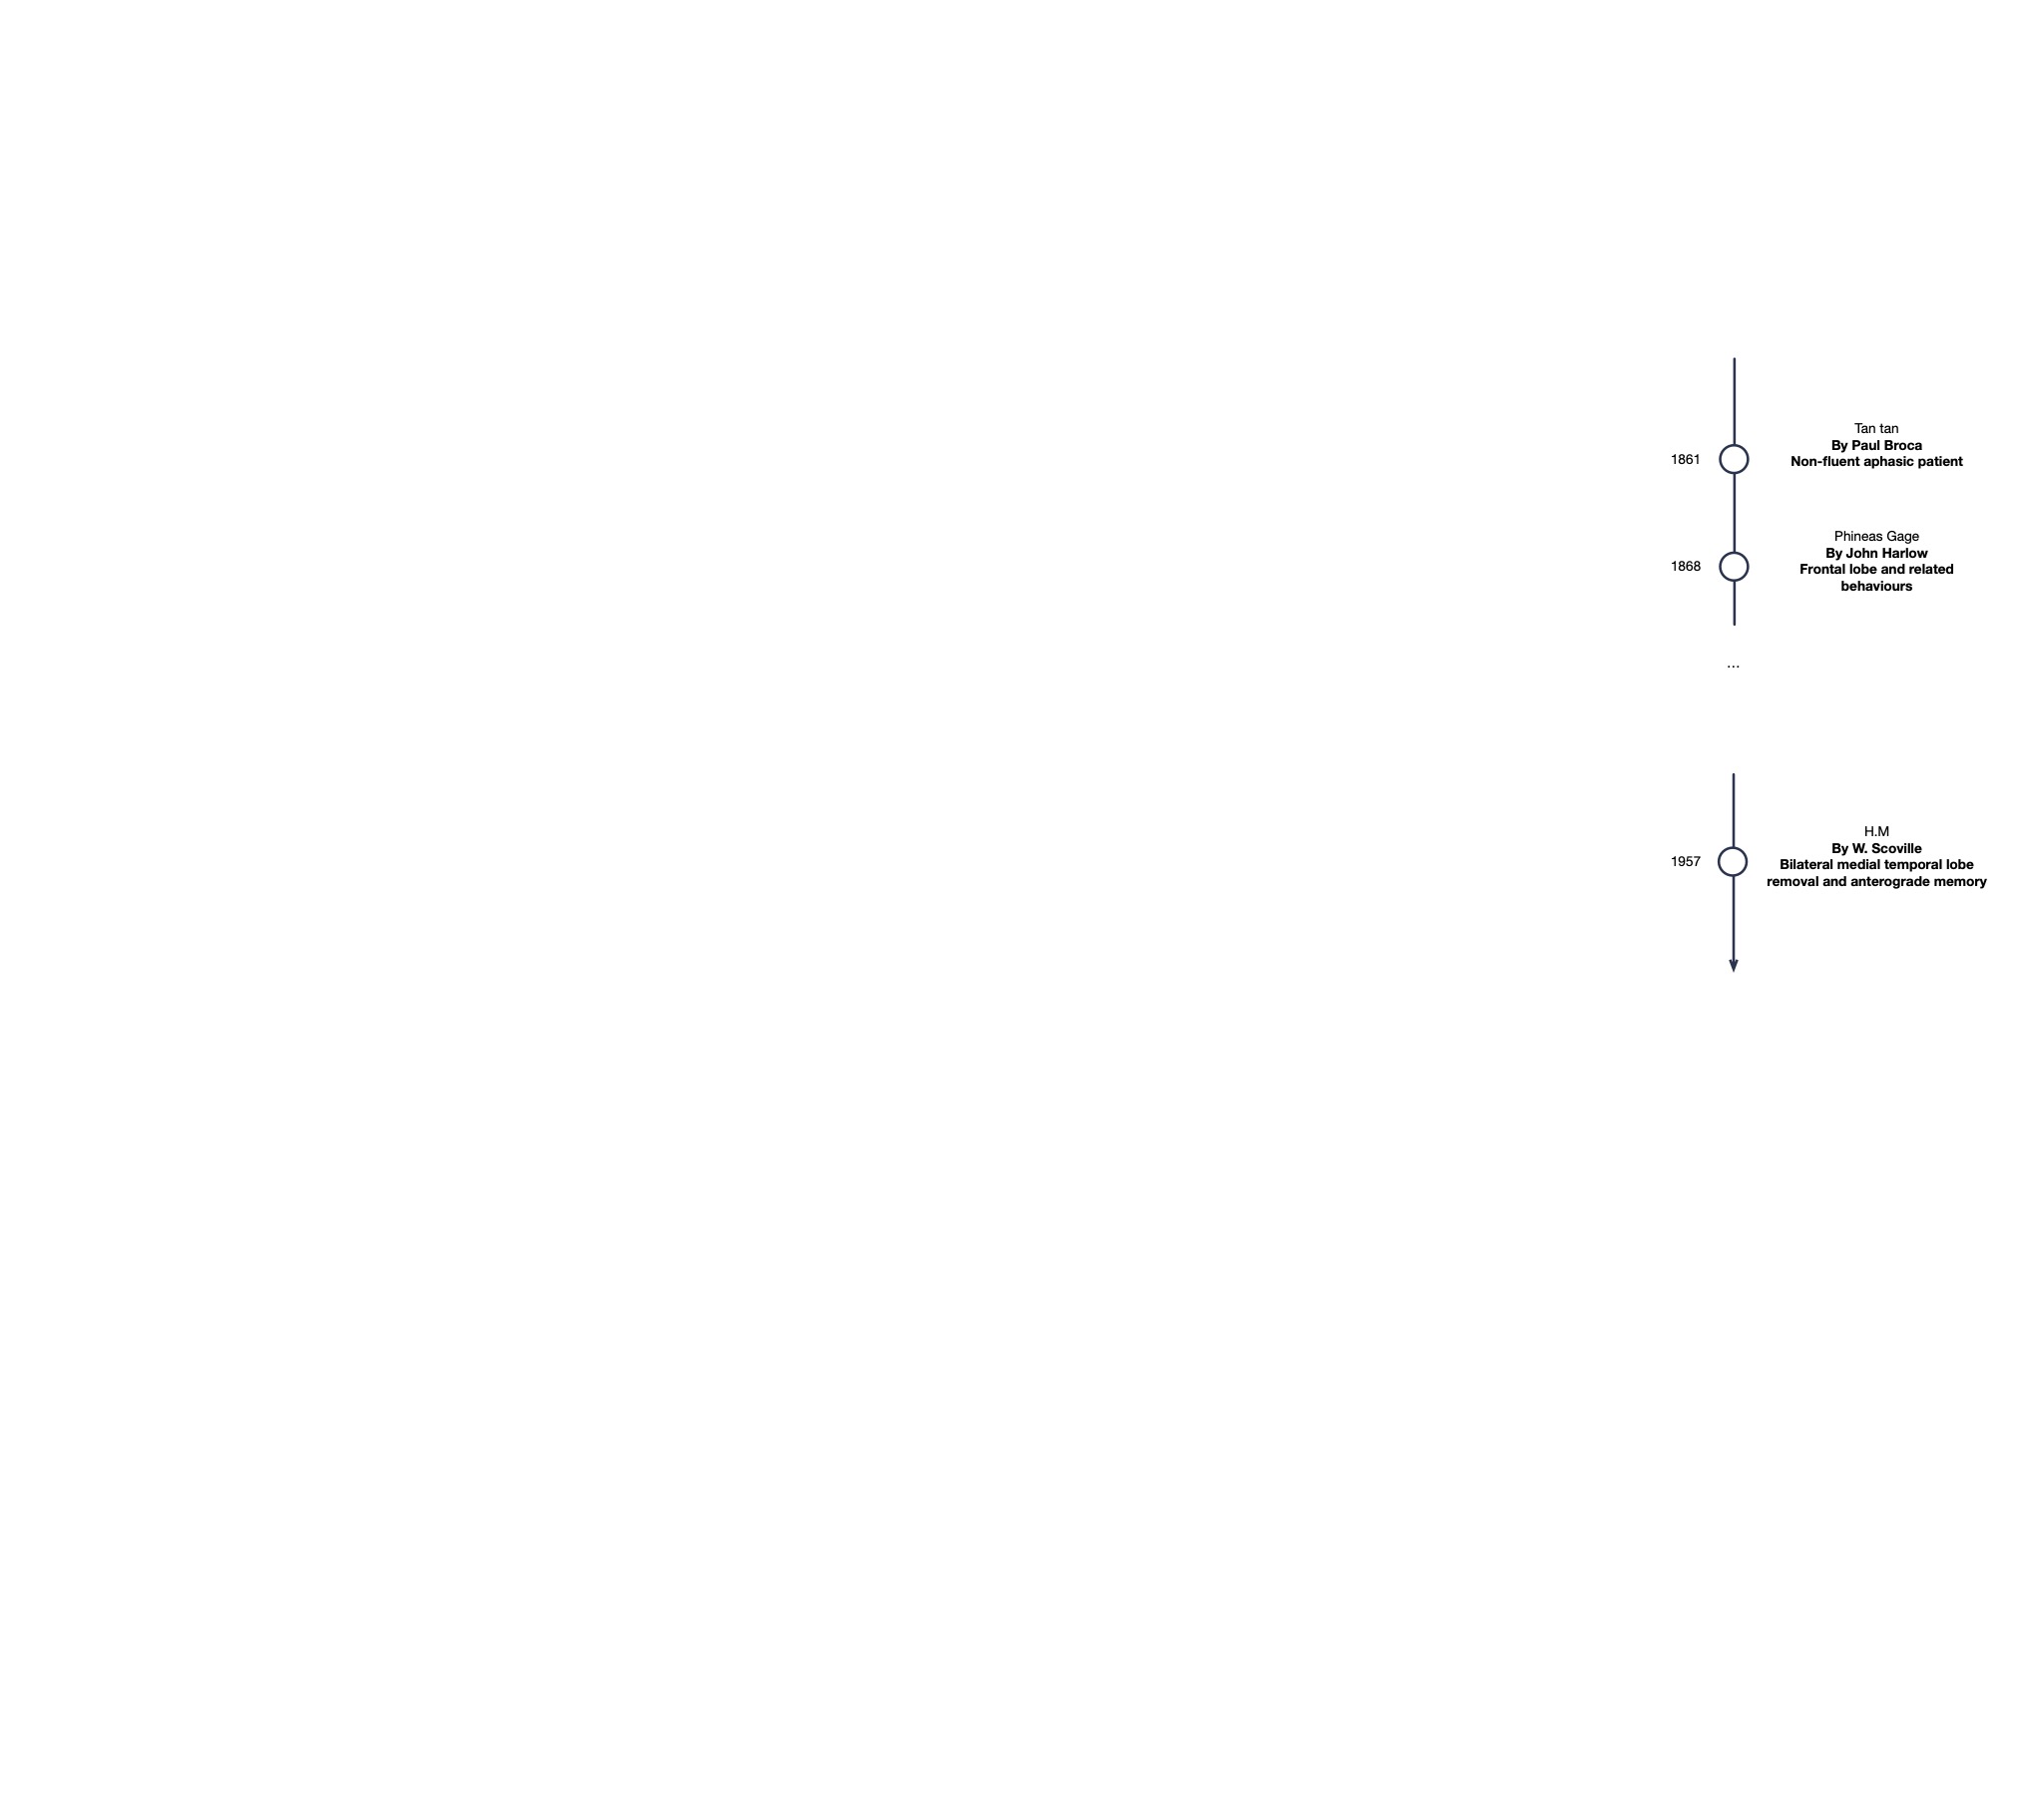 Tan tan
By Paul Broca
Non-fluent aphasic patient
1861
Phineas Gage
By John Harlow
Frontal lobe and related
behaviours
1868
...
H.M
By W. Scoville
Bilateral medial temporal lobe
removal and anterograde memory
1957